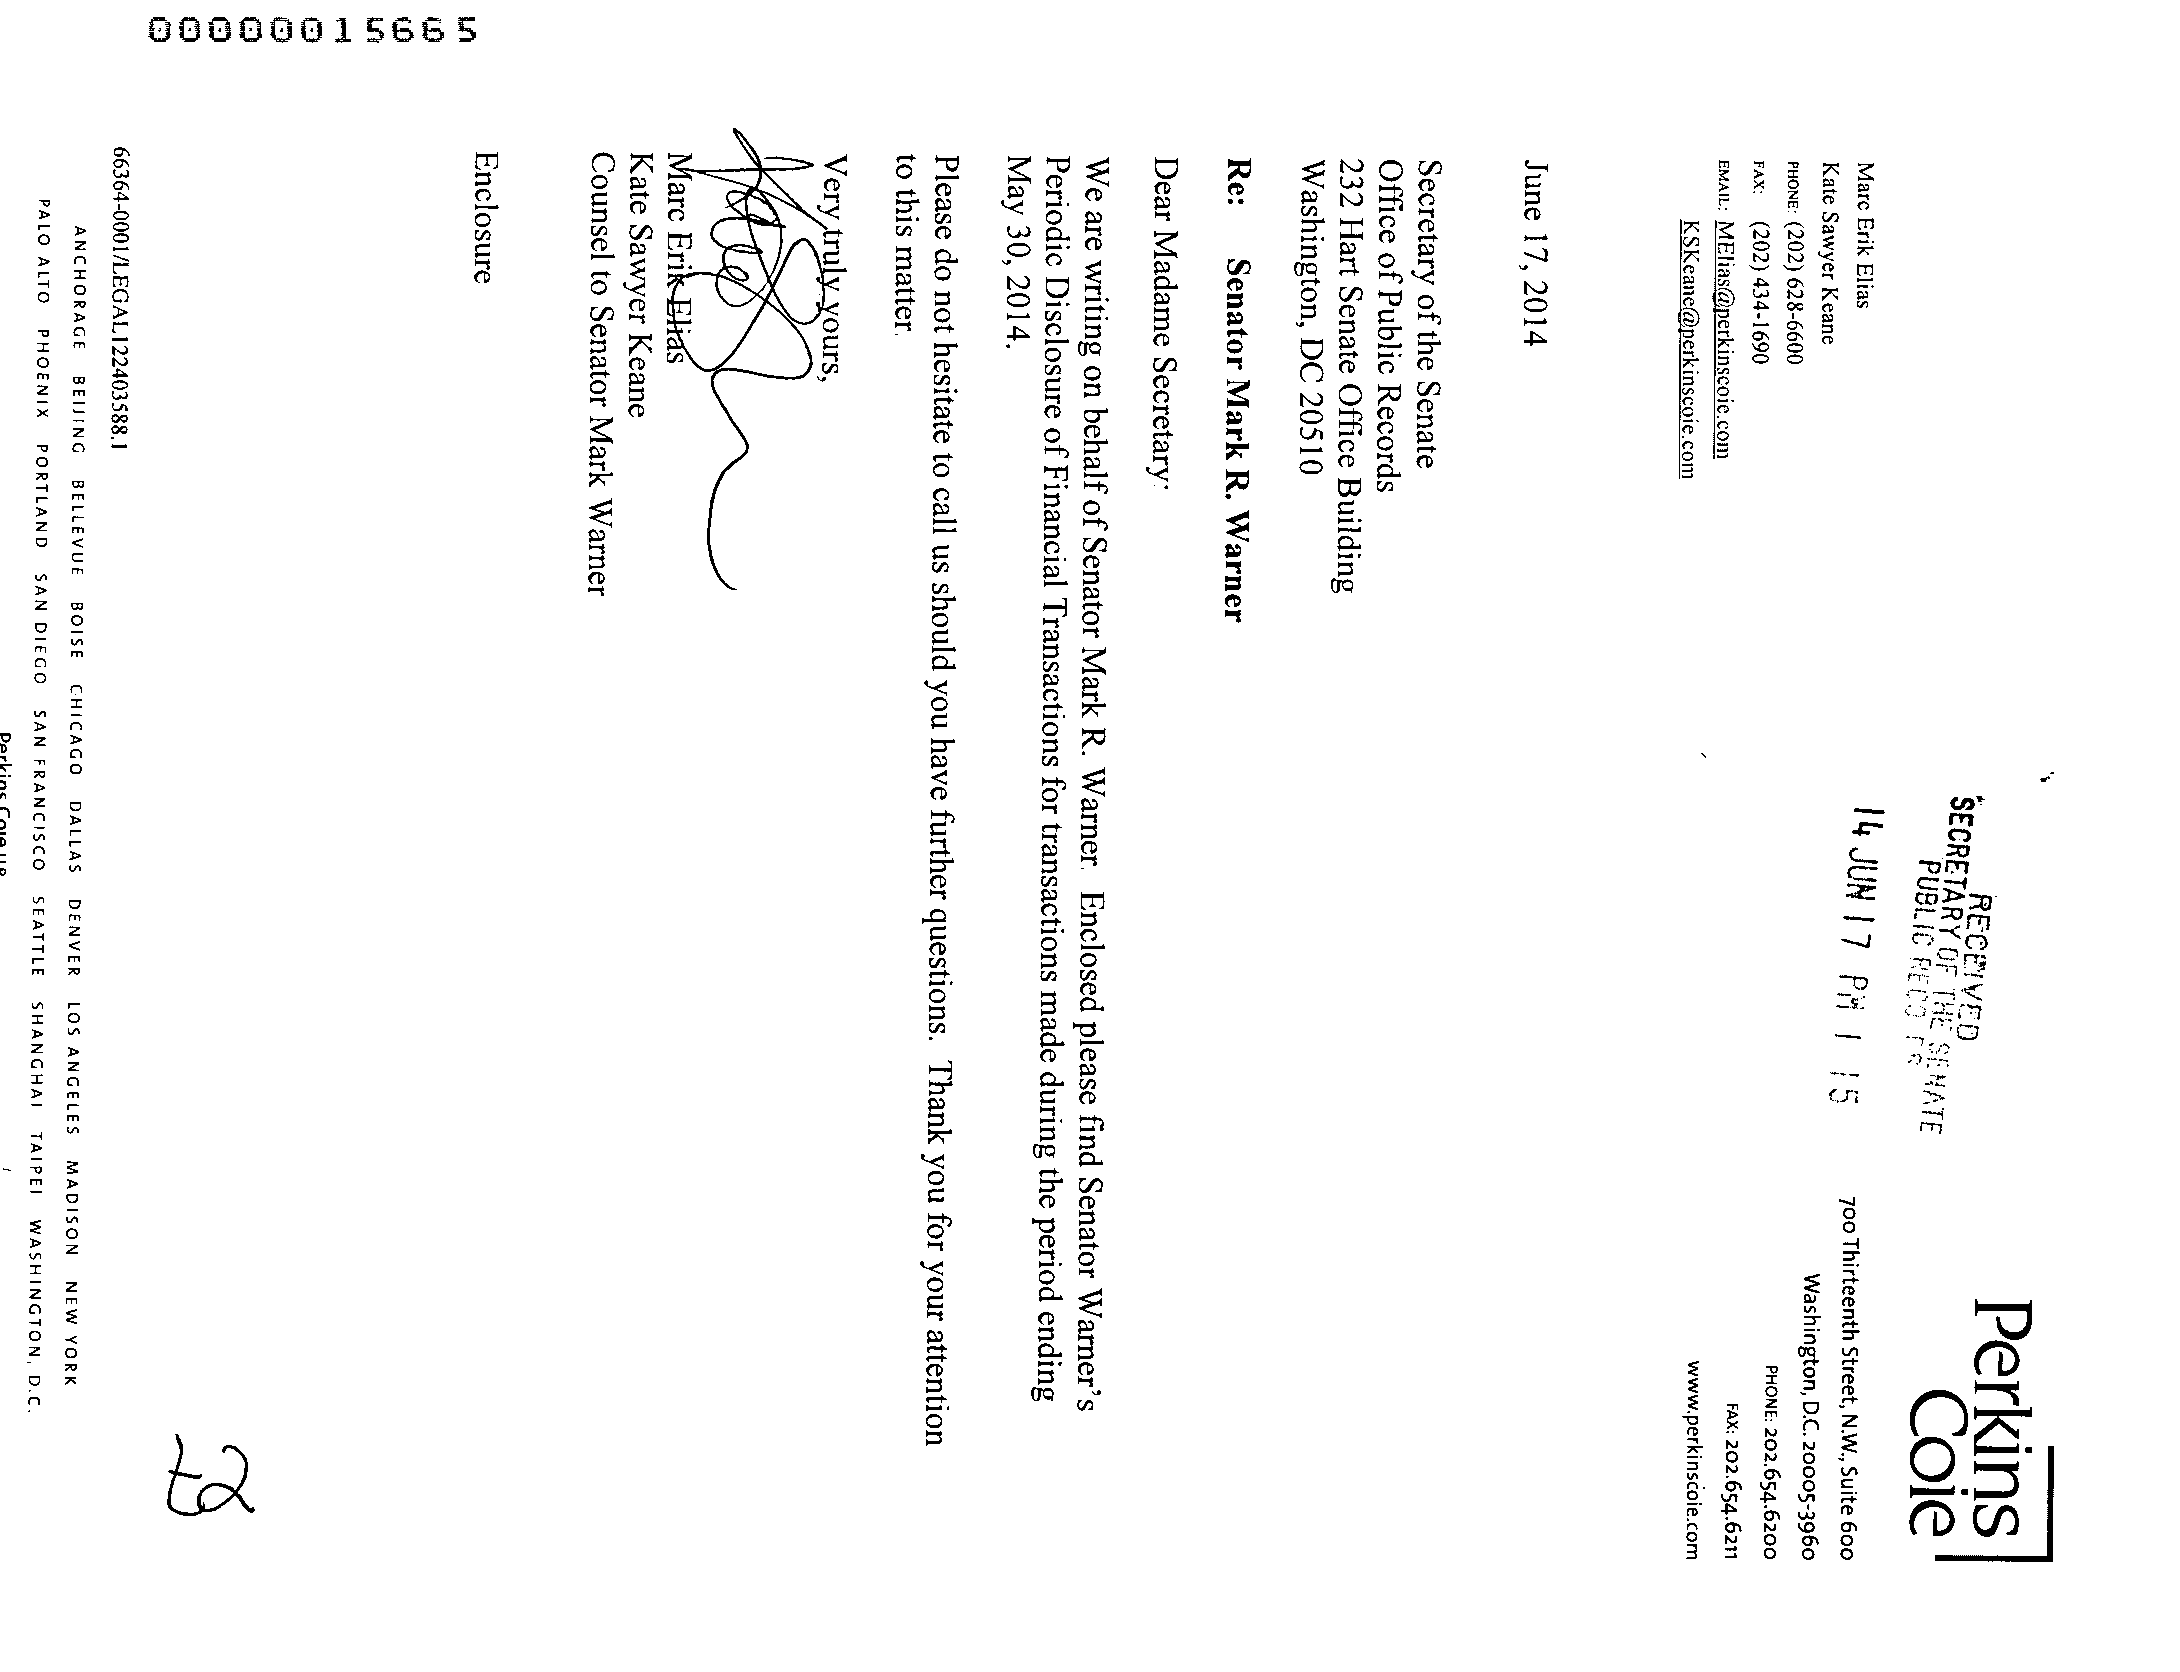 00000015665
Perkins
Coie
Marc Erik Elias
Kate Sawyer Keane
PHONE: (202) 628-6600
FAX: (202) 434-1690
EMAIL: MElias@perkinscoie.com
KSKeane@perkinscoie.com
RECEIVED
SECRETARY OF THE SENATE
PUBLIC
14 JUN 17 PM 1 15
700 Thirteenth Street, N.W., Suite 600
Washington, D.C. 20005-3960
PHONE: 202.654.6200
FAX: 202.654.6211
www.perkinscoie.com
June 17, 2014
Secretary of the Senate
Office of Public Records
232 Hart Senate Office Building
Washington, DC 20510
Re: Senator Mark R. Warner
Dear Madame Secretary:
We are writing on behalf of Senator Mark R. Warner. Enclosed please find Senator Warner's
Periodic Disclosure of Financial Transactions for transactions made during the period ending
May 30, 2014.
Please do not hesitate to call us should you have further questions. Thank you for your attention
to this matter.
Very truly yours,
Marc Erik Elias
Kate Sawyer Keane
Counsel to Senator Mark Warner
Enclosure
66364-0001/LEGAL122403588.1
ANCHORAGE BEIJING BELLEVUE BOISE CHICAGO DALLAS DENVER LOS ANGELES MADISON NEW YORK
PALO ALTO PHOENIX PORTLAND SAN DIEGO SAN FRANCISCO SEATTLE SHANGHAI TAIPEI WASHINGTON, D.C.
Perkins Coie LLP